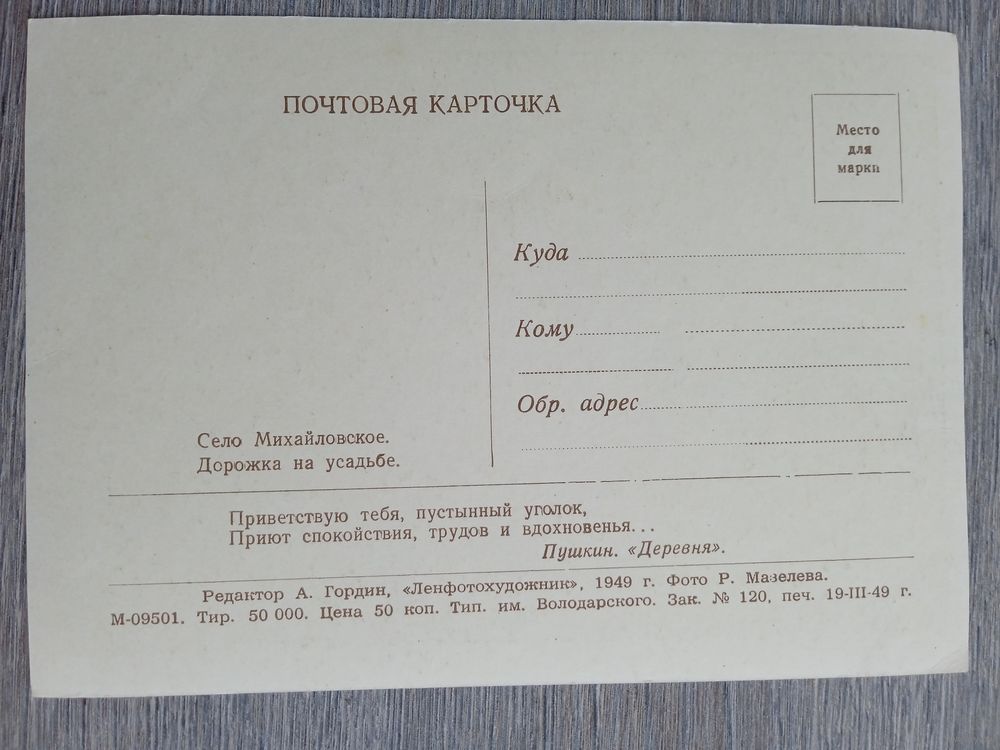 ПОЧТОВАЯ КАРТОЧКА
Место
для
марки
Куда
Кому
Обр. адрес
Село Михайловское.
Дорожка на усадьбе.
Приветствую тебя, пустынный уголок,
Приют спокойствия, трудов и вдохновенья...
Пушкин. «Деревня».
Редактор А. Гордин, «Ленфотохудожник», 1949 г. Фото Р. Мазелева.
М-09501. Тир. 50 000. Цена 50 коп. Тип. им. Володарского. Зак. № 120, печ. 19-III-49 г.